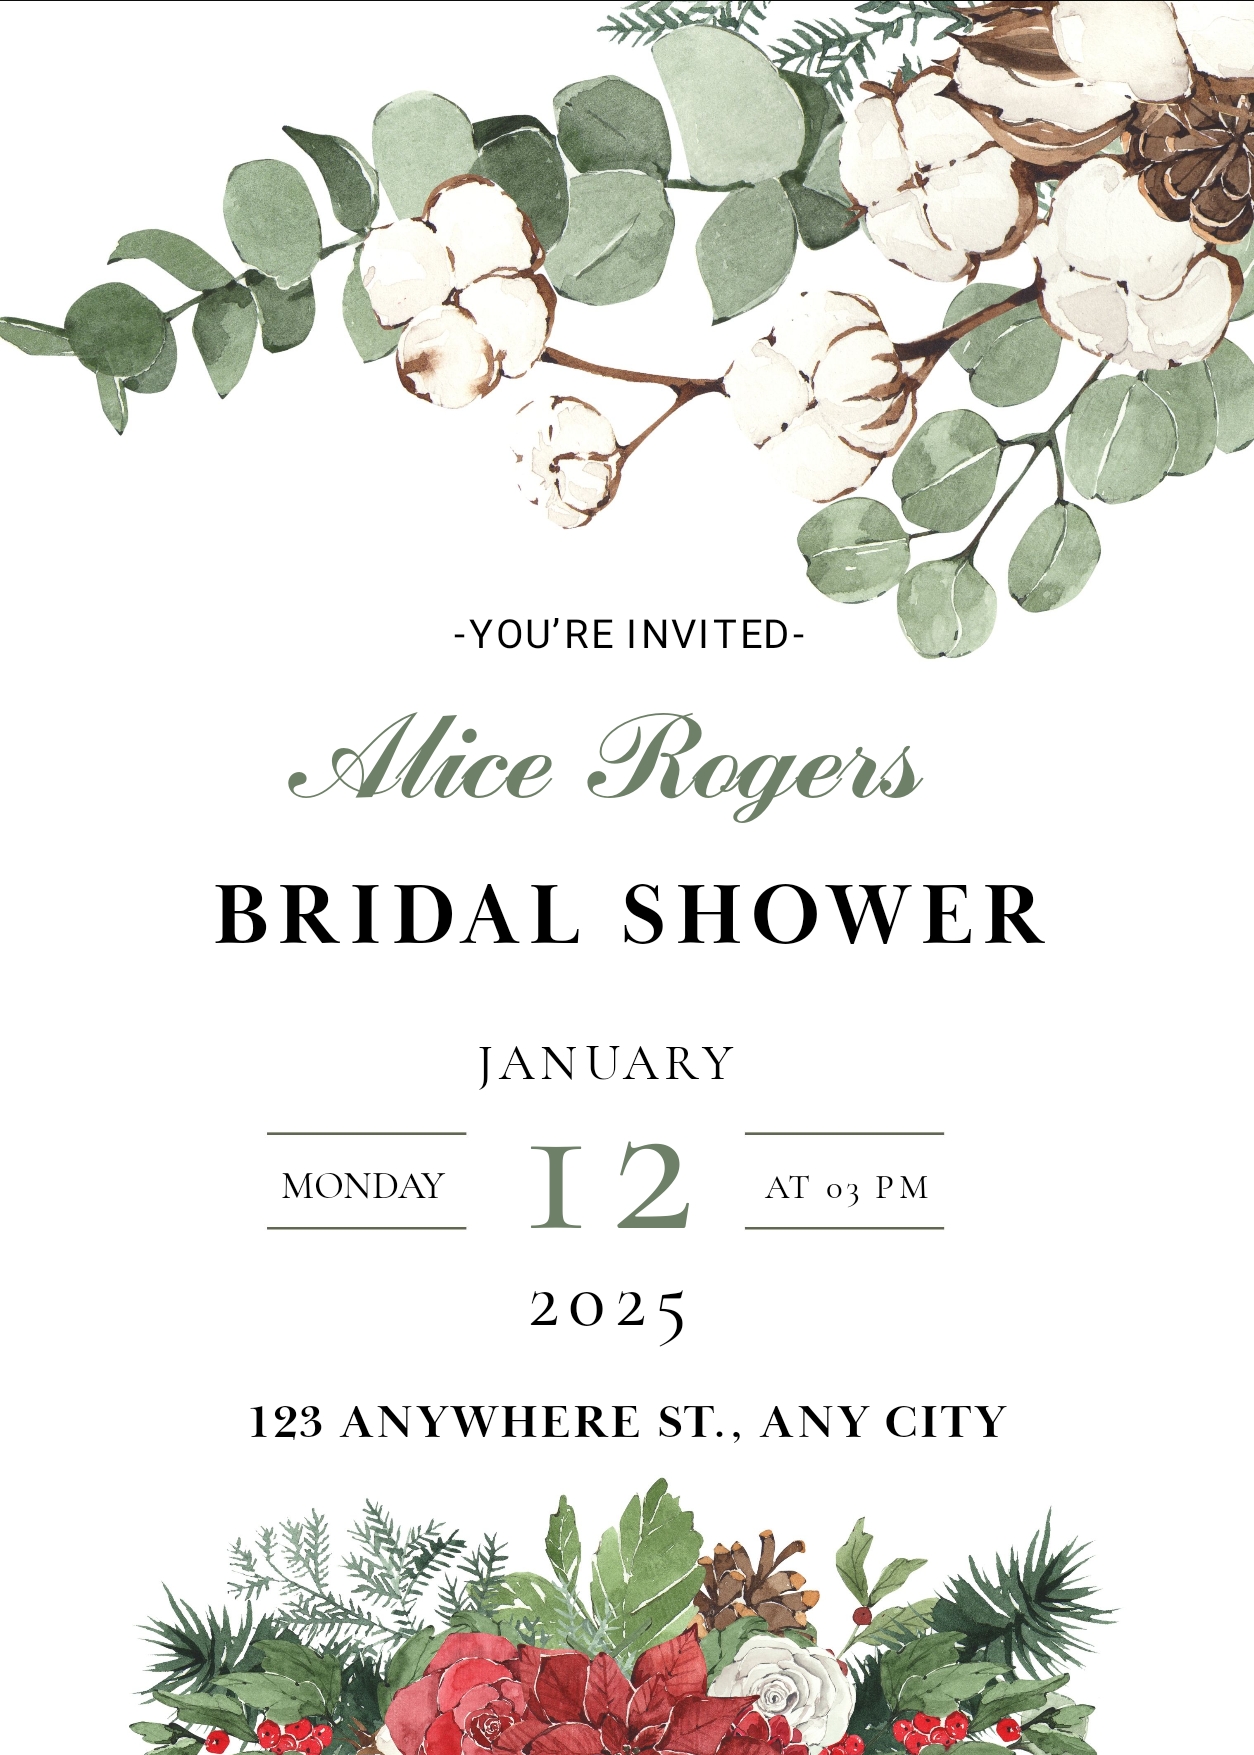 -YOU’RE INVITED-
Alice Rogers
BRIDAL SHOWER
JANUARY
MONDAY 12 AT 03 PM
2025
123 ANYWHERE ST., ANY CITY